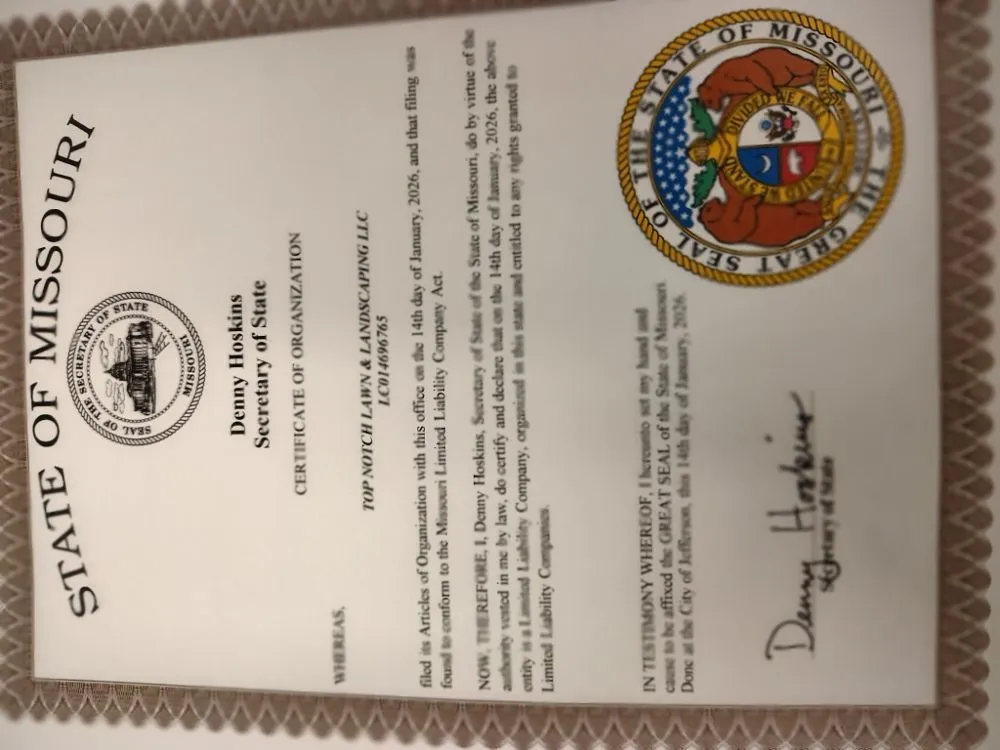 STATE OF MISSOURI
SEAL OF THE SECRETARY OF STATE
MISSOURI
Denny Hoskins
Secretary of State
CERTIFICATE OF ORGANIZATION
WHEREAS,
TOP NOTCH LAWN & LANDSCAPING LLC
LC014696765
filed its Articles of Organization with this office on the 14th day of January, 2026, and that filing was
found to conform to the Missouri Limited Liability Company Act.
NOW, THEREFORE, I, Denny Hoskins, Secretary of State of the State of Missouri, do by virtue of the
authority vested in me by law, do certify and declare that on the 14th day of January, 2026, the above
entity is a Limited Liability Company, organized in this state and entitled to any rights granted to
Limited Liability Companies.
IN TESTIMONY WHEREOF, I hereunto set my hand and
cause to be affixed the GREAT SEAL of the State of Missouri.
Done at the City of Jefferson, this 14th day of January, 2026.
THE GREAT SEAL OF THE STATE OF MISSOURI
UNITED WE STAND DIVIDED WE FALL
Denny Hoskins
Secretary of State